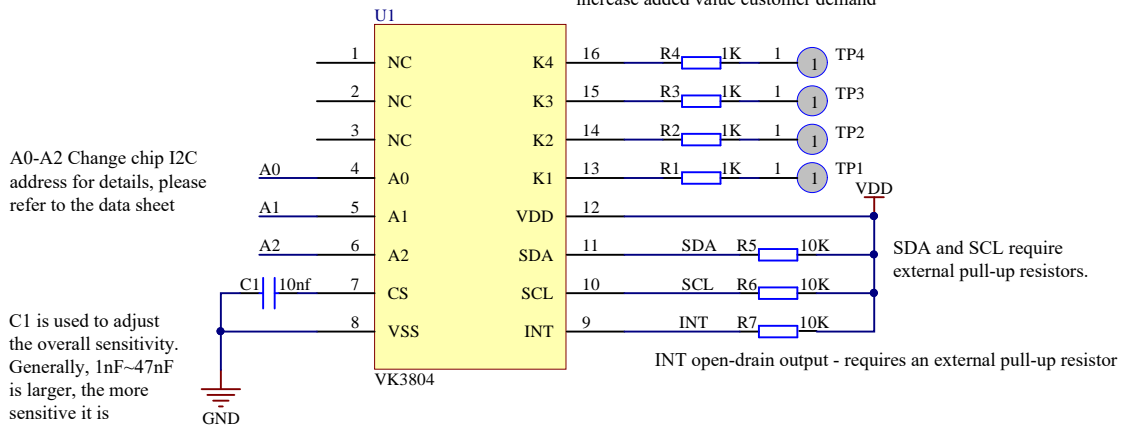 increase added value customer demand
U1
1 NC K4 16 R4 1K 1 1 TP4
2 NC K3 15 R3 1K 1 1 TP3
3 NC K2 14 R2 1K 1 1 TP2
A0 4 A0 K1 13 R1 1K 1 1 TP1
VDD
A1 5 A1 VDD 12
A2 6 A2 SDA 11 SDA R5 10K
C1 10nf 7 CS SCL 10 SCL R6 10K
8 VSS INT 9 INT R7 10K
VK3804
GND
A0-A2 Change chip I2C
address for details, please
refer to the data sheet
C1 is used to adjust
the overall sensitivity.
Generally, 1nF~47nF
is larger, the more
sensitive it is
SDA and SCL require
external pull-up resistors.
INT open-drain output - requires an external pull-up resistor